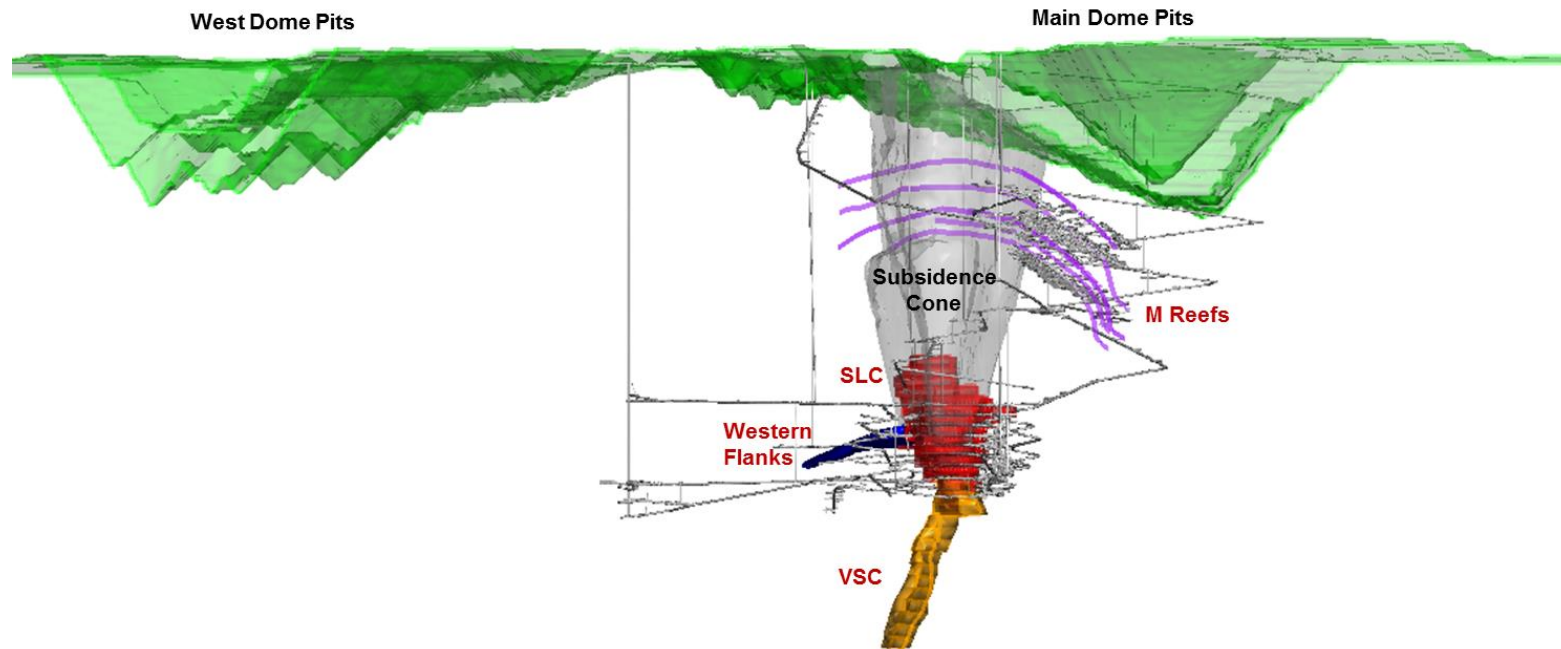 West Dome Pits
Main Dome Pits
Subsidence
Cone
M Reefs
SLC
Western
Flanks
VSC